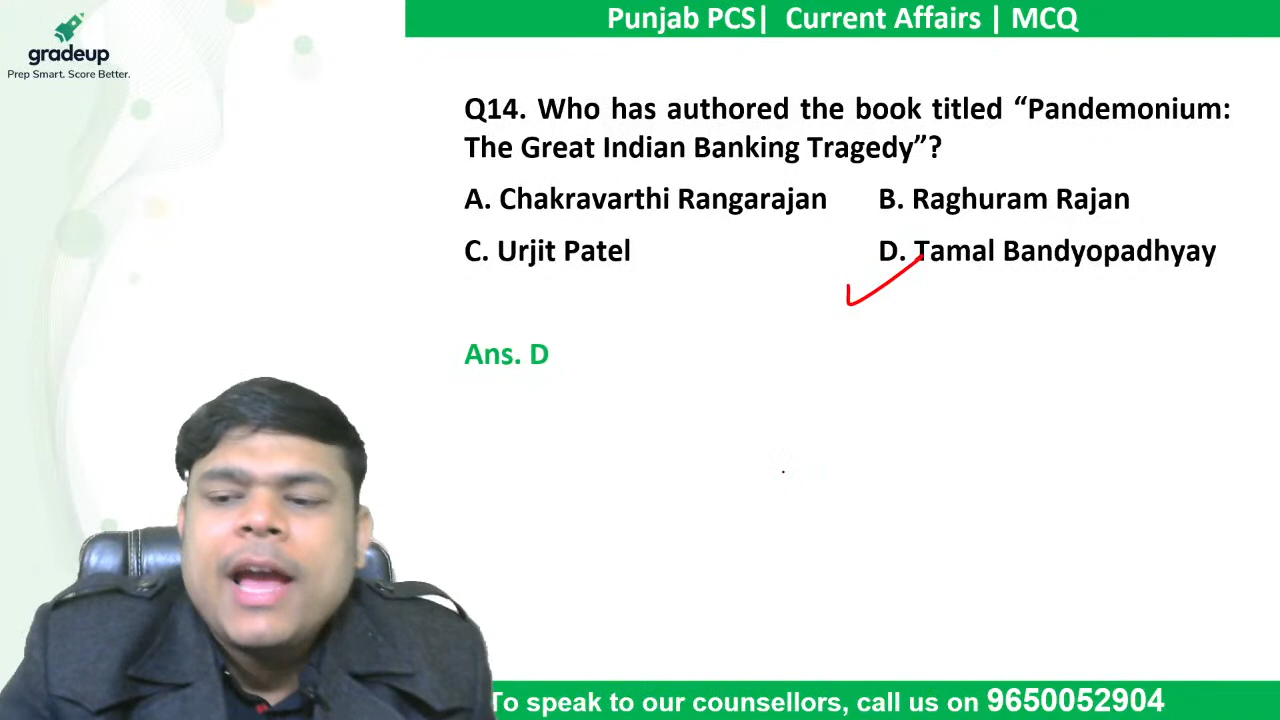 gradeup
Prep Smart. Score Better.
Punjab PCS| Current Affairs | MCQ
Q14. Who has authored the book titled “Pandemonium:
The Great Indian Banking Tragedy”?
A. Chakravarthi Rangarajan B. Raghuram Rajan
C. Urjit Patel D. Tamal Bandyopadhyay
Ans. D
To speak to our counsellors, call us on 9650052904